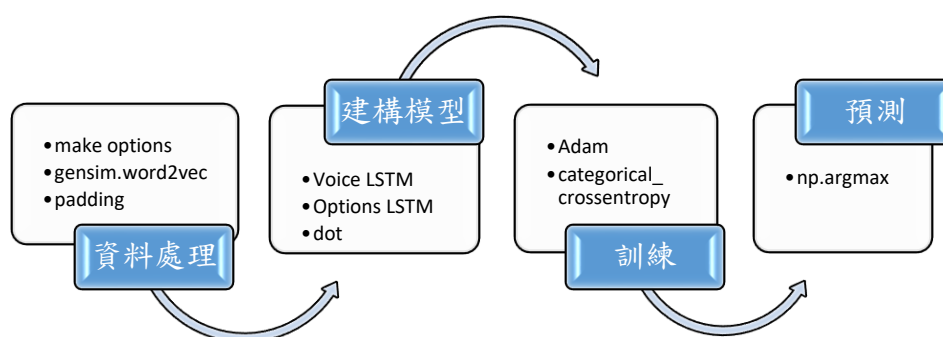 • make options
• gensim.word2vec
• padding
資料處理
建構模型
• Voice LSTM
• Options LSTM
• dot
• Adam
• categorical_
crossentropy
訓練
預測
• np.argmax